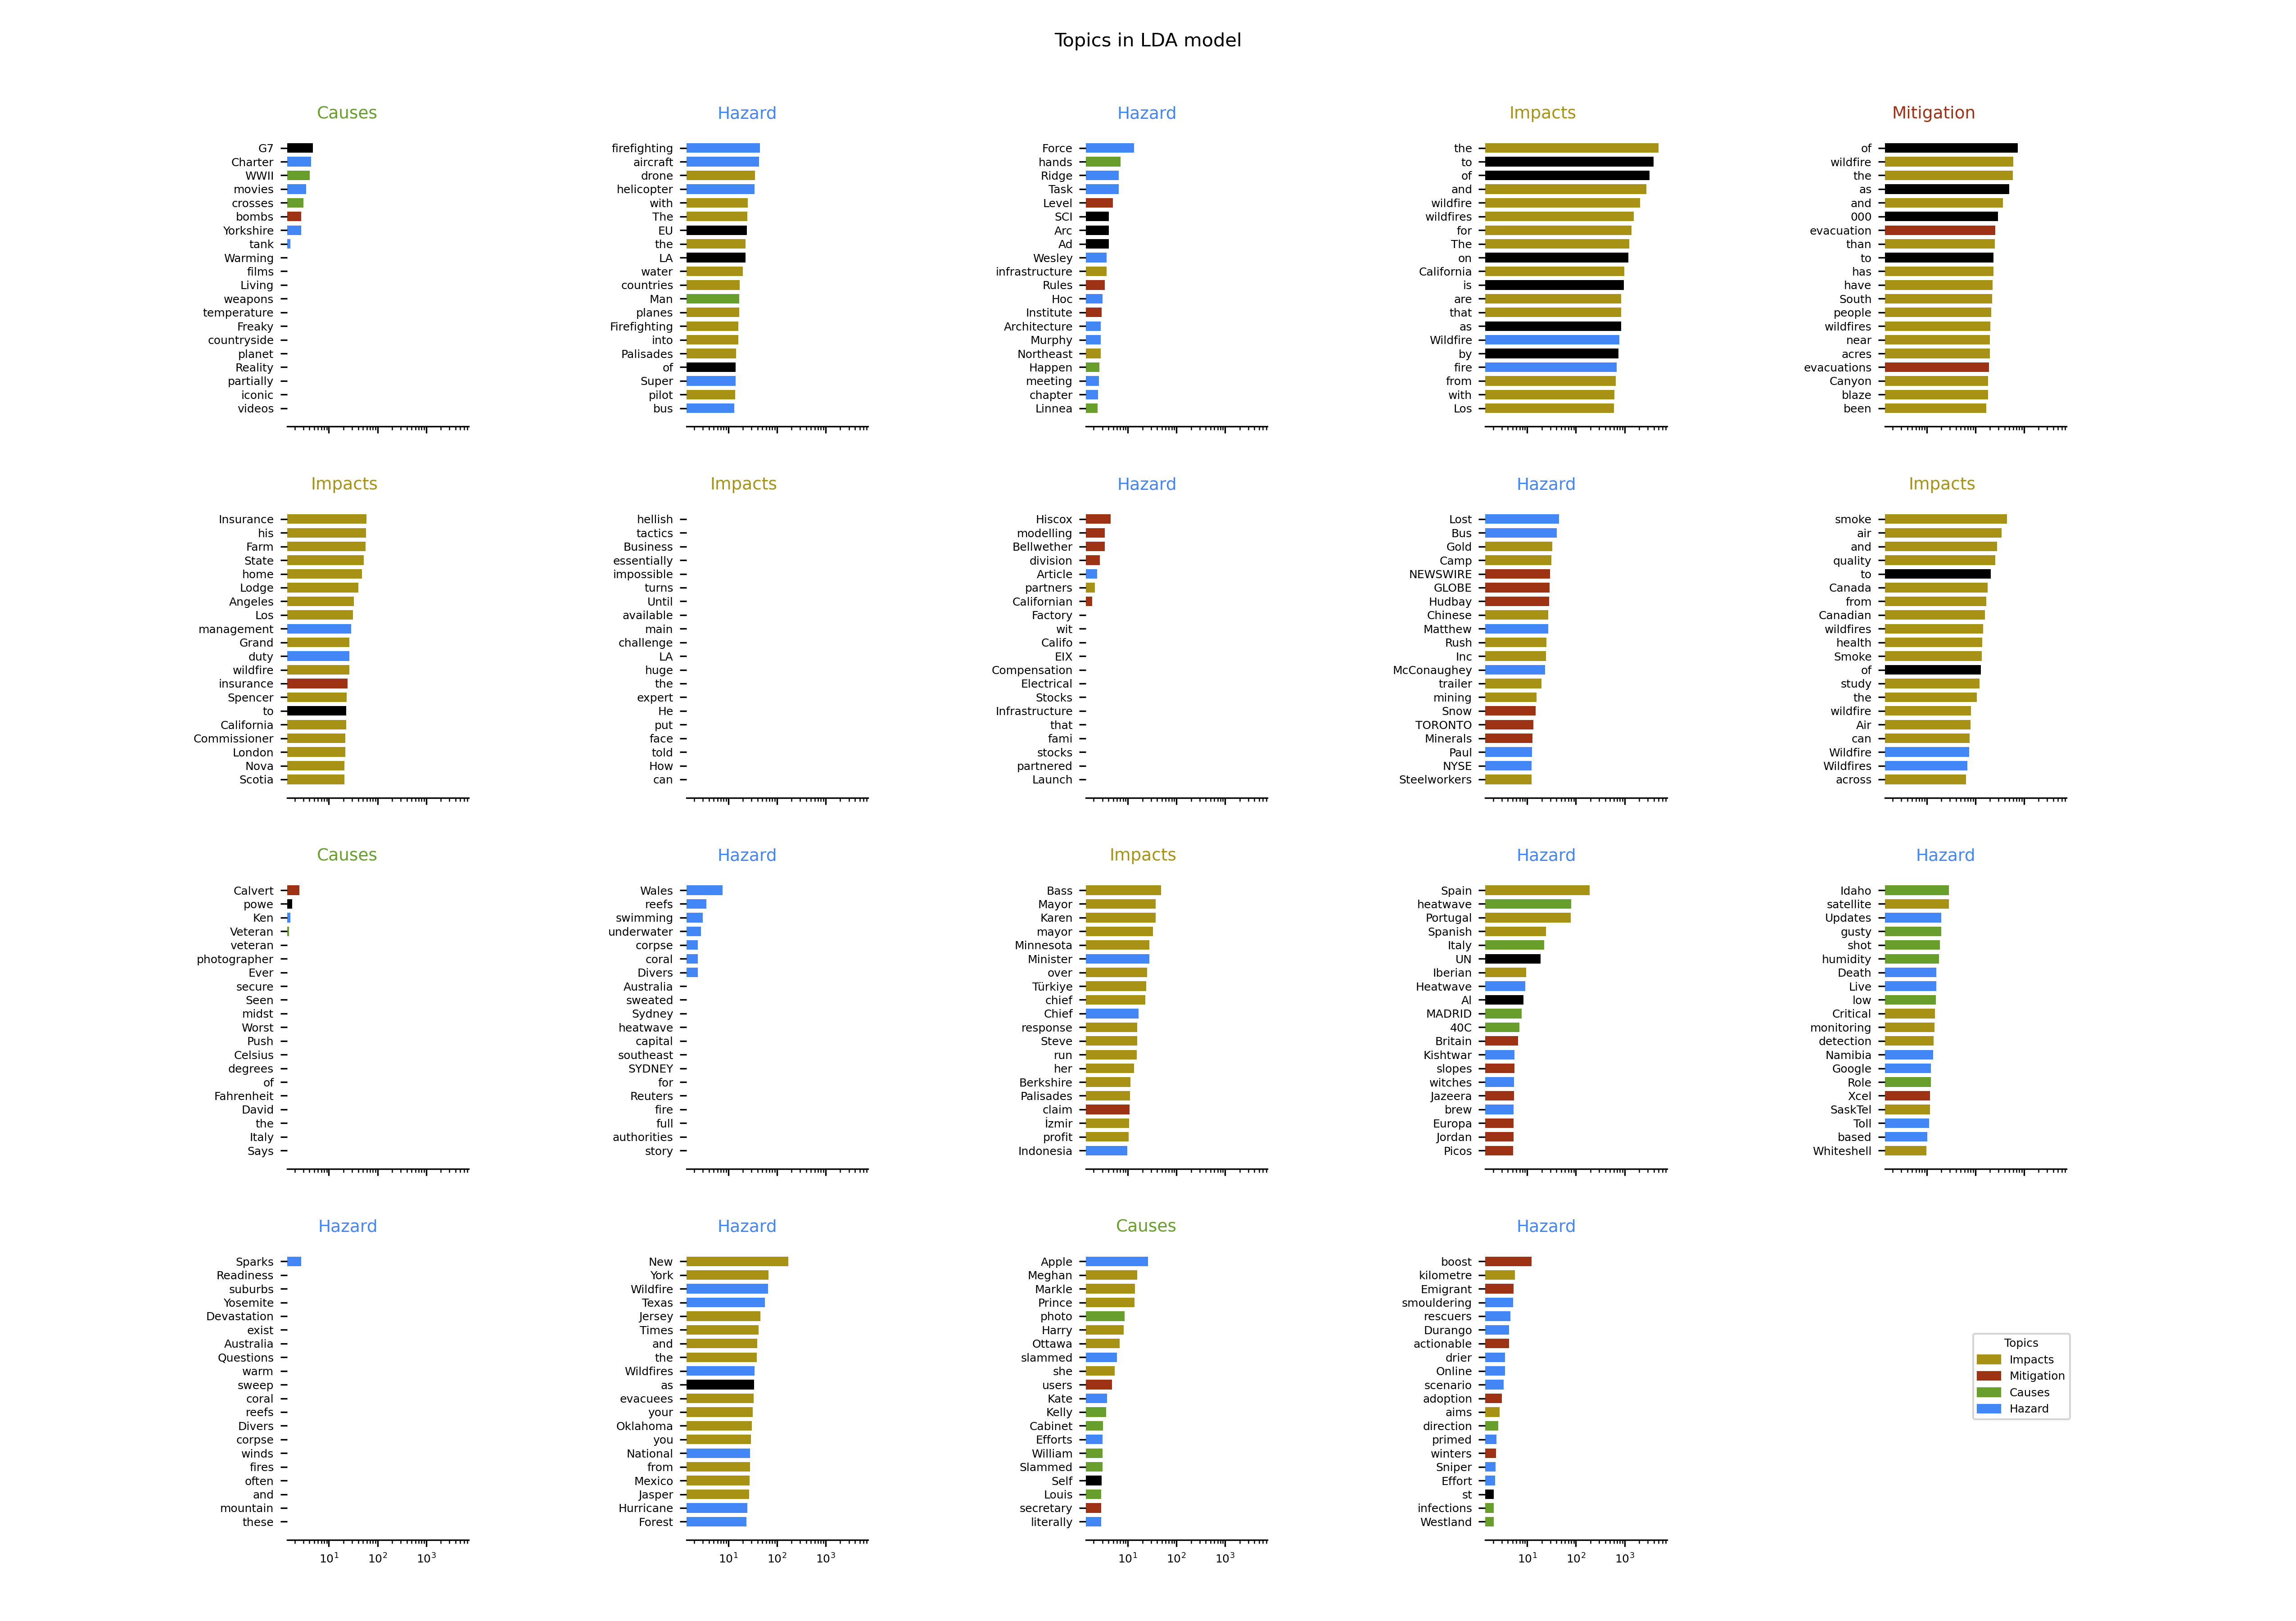 Topics in LDA model
Causes
G7
Charter
WWII
movies
crosses
bombs
Yorkshire
tank
Warming
films
Living
weapons
temperature
Freaky
countryside
planet
Reality
partially
iconic
videos
Hazard
firefighting
aircraft
drone
helicopter
with
The
EU
the
LA
water
countries
Man
planes
Firefighting
into
Palisades
of
Super
pilot
bus
Hazard
Force
hands
Ridge
Task
Level
SCI
Arc
Ad
Wesley
infrastructure
Rules
Hoc
Institute
Architecture
Murphy
Northeast
Happen
meeting
chapter
Linnea
Impacts
the
to
of
and
wildfire
wildfires
for
The
on
California
is
are
that
as
Wildfire
by
fire
from
with
Los
Mitigation
of
wildfire
the
as
and
000
evacuation
than
to
has
have
South
people
wildfires
near
acres
evacuations
Canyon
blaze
been
Impacts
Insurance
his
Farm
State
home
Lodge
Angeles
Los
management
Grand
duty
wildfire
insurance
Spencer
to
California
Commissioner
London
Nova
Scotia
Impacts
hellish
tactics
Business
essentially
impossible
turns
Until
available
main
challenge
LA
huge
the
expert
He
put
face
told
How
can
Hazard
Hiscox
modelling
Bellwether
division
Article
partners
Californian
Factory
wit
Califo
EIX
Compensation
Electrical
Stocks
Infrastructure
that
fami
stocks
partnered
Launch
Hazard
Lost
Bus
Gold
Camp
NEWSWIRE
GLOBE
Hudbay
Chinese
Matthew
Rush
Inc
McConaughey
trailer
mining
Snow
TORONTO
Minerals
Paul
NYSE
Steelworkers
Impacts
smoke
air
and
quality
to
Canada
from
Canadian
wildfires
health
Smoke
of
study
the
wildfire
Air
can
Wildfire
Wildfires
across
Causes
Calvert
powe
Ken
Veteran
veteran
photographer
Ever
secure
Seen
midst
Worst
Push
Celsius
degrees
of
Fahrenheit
David
the
Italy
Says
Hazard
Wales
reefs
swimming
underwater
corpse
coral
Divers
Australia
sweated
Sydney
heatwave
capital
southeast
SYDNEY
for
Reuters
fire
full
authorities
story
Impacts
Bass
Mayor
Karen
mayor
Minnesota
Minister
over
Türkiye
chief
Chief
response
Steve
run
her
Berkshire
Palisades
claim
İzmir
profit
Indonesia
Hazard
Spain
heatwave
Portugal
Spanish
Italy
UN
Iberian
Heatwave
Al
MADRID
40C
Britain
Kishtwar
slopes
witches
Jazeera
brew
Europa
Jordan
Picos
Hazard
Idaho
satellite
Updates
gusty
shot
humidity
Death
Live
low
Critical
monitoring
detection
Namibia
Google
Role
Xcel
SaskTel
Toll
based
Whiteshell
Hazard
Sparks
Readiness
suburbs
Yosemite
Devastation
exist
Australia
Questions
warm
sweep
coral
reefs
Divers
corpse
winds
fires
often
and
mountain
these
10¹ 10² 10³
Hazard
New
York
Wildfire
Texas
Jersey
Times
and
the
Wildfires
as
evacuees
your
Oklahoma
you
National
from
Mexico
Jasper
Hurricane
Forest
10¹ 10² 10³
Causes
Apple
Meghan
Markle
Prince
photo
Harry
Ottawa
slammed
she
users
Kate
Kelly
Cabinet
Efforts
William
Slammed
Self
Louis
secretary
literally
10¹ 10² 10³
Hazard
boost
kilometre
Emigrant
smouldering
rescuers
Durango
actionable
drier
Online
scenario
adoption
aims
direction
primed
winters
Sniper
Effort
st
infections
Westland
10¹ 10² 10³
Topics
Impacts
Mitigation
Causes
Hazard